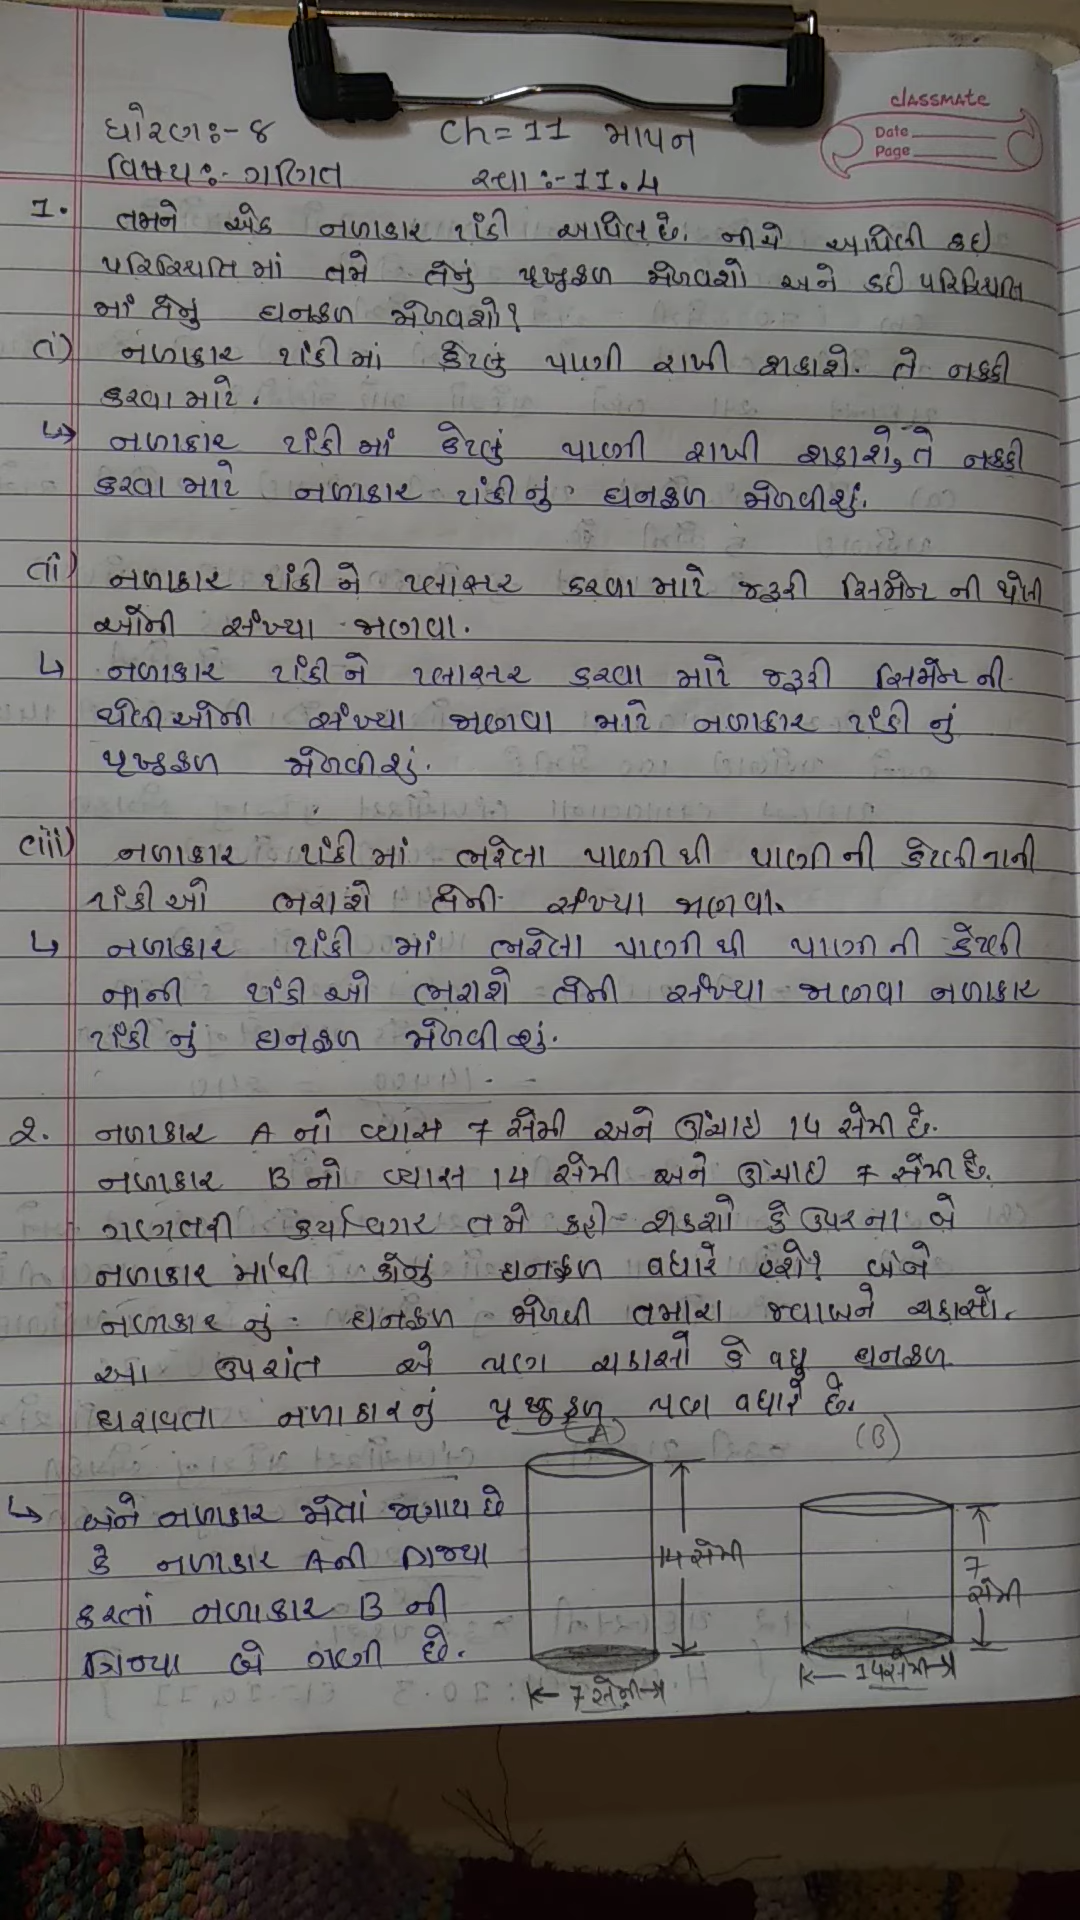 classmate
Date
Page
ધોરણઃ- ૪ Ch = 11 માપન
વિષયઃ- ગણિત સ્વા ઃ- 11.4
1. તમને એક નળાકાર ટાંકી આપેલ છે. નીચે આપેલી કઇ
પરિસ્થિતિ માં તમે તેનું પૃષ્ઠફળ મેળવશો અને કઇ પરિસ્થિતિ
માં તેનું ઘનફળ મેળવશો?
(i) નળાકાર ટાંકી માં કેટલું પાણી રાખી શકાશે. તે નક્કી
કરવા માટે.
↳ નળાકાર ટાંકી માં કેટલું પાણી રાખી શકાશે, તે નક્કી
કરવા માટે નળાકાર ટાંકીનું ઘનફળ મેળવીશું.
(ii) નળાકાર ટાંકી ને પ્લાસ્ટર કરવા માટે જરૂરી સિમેન્ટ ની થેલી
ઓની સંખ્યા જાણવા.
↳ નળાકાર ટાંકી ને પ્લાસ્ટર કરવા માટે જરૂરી સિમેન્ટ ની
થેલી ઓની સંખ્યા જાણવા માટે નળાકાર ટાંકી નું
પૃષ્ઠફળ મેળવીશું.
(iii) નળાકાર ટાંકી માં ભરેલા પાણી થી પાણી ની કેટલી નાની
ટાંકી ઓ ભરાશે તેની સંખ્યા જાણવા.
↳ નળાકાર ટાંકી માં ભરેલા પાણી થી પાણી ની કેટલી
નાની ટાંકી ઓ ભરાશે તેની સંખ્યા જાણવા નળાકાર
ટાંકી નું ઘનફળ મેળવીશું.
2. નળાકાર A નો વ્યાસ 7 સેમી અને ઊંચાઇ 14 સેમી છે.
નળાકાર B નો વ્યાસ 14 સેમી અને ઊંચાઇ 7 સેમી છે.
ગણતરી કર્યા વગર તમે કહી શકશો કે ઉપરના બે
નળાકાર માંથી કોનું ઘનફળ વધારે હશે? બંને
નળાકાર નું ઘનફળ મેળવી તમારા જવાબને ચકાસો.
આ ઉપરાંત એ પણ ચકાસો કે વધુ ઘનફળ
ધરાવતા નળાકારનું પૃષ્ઠફળ પણ વધારે છે.
(A) (B)
↳ બંને નળાકાર જોતાં જણાય છે
કે નળાકાર A ની ત્રિજ્યા
કરતાં નળાકાર B ની
ત્રિજ્યા બે ગણી છે.
14 સેમી
7 સેમી
7 સેમી
14 સેમી